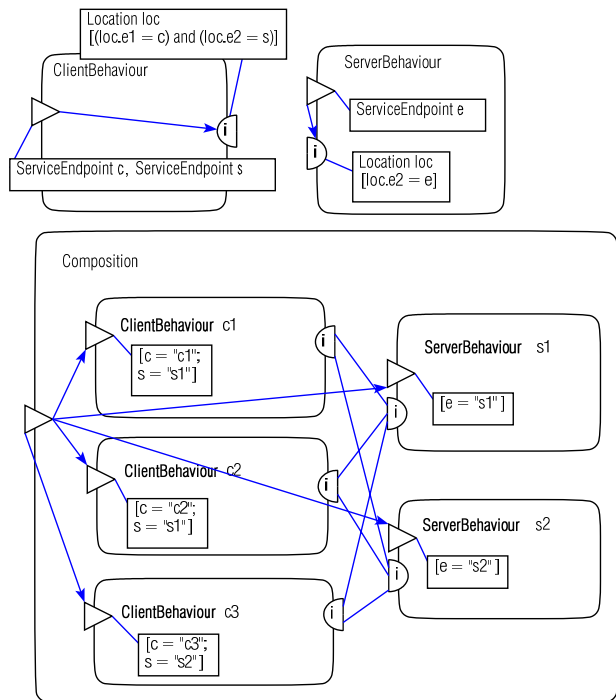 Location loc
[(loc.e1 = c) and (loc.e2 = s)]
ClientBehaviour
i
ServiceEndpoint c, ServiceEndpoint s
ServerBehaviour
ServiceEndpoint e
i
Location loc
[loc.e2 = e]
Composition
ClientBehaviour c1
[c = "c1";
s = "s1"]
i
ServerBehaviour s1
[e = "s1" ]
i
ClientBehaviour c2
[c = "c2";
s = "s1"]
i
ServerBehaviour s2
[e = "s2"]
i
ClientBehaviour c3
[c = "c3";
s = "s2"]
i